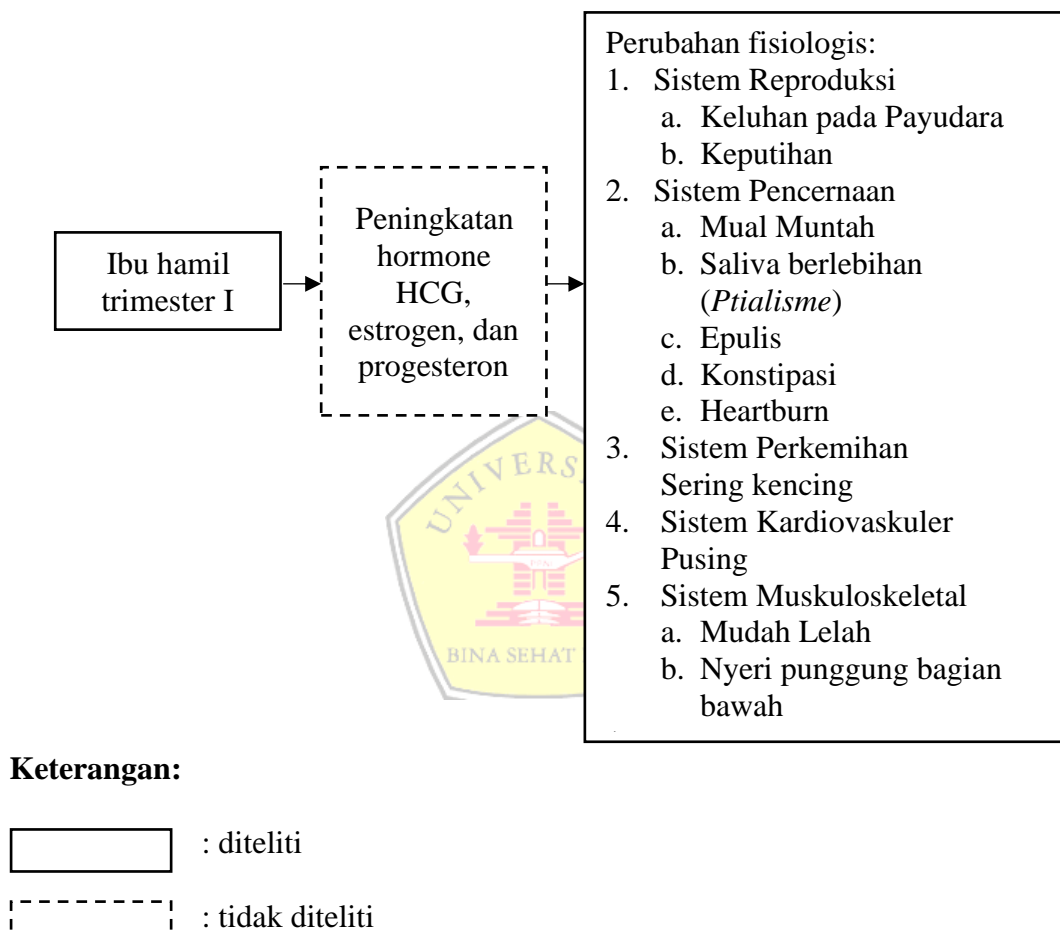 Ibu hamil
trimester I
Peningkatan
hormone
HCG,
estrogen, dan
progesteron
Perubahan fisiologis:
1. Sistem Reproduksi
a. Keluhan pada Payudara
b. Keputihan
2. Sistem Pencernaan
a. Mual Muntah
b. Saliva berlebihan
(Ptialisme)
c. Epulis
d. Konstipasi
e. Heartburn
3. Sistem Perkemihan
Sering kencing
4. Sistem Kardiovaskuler
Pusing
5. Sistem Muskuloskeletal
a. Mudah Lelah
b. Nyeri punggung bagian
bawah
BINA SEHAT
Keterangan:
: diteliti
: tidak diteliti